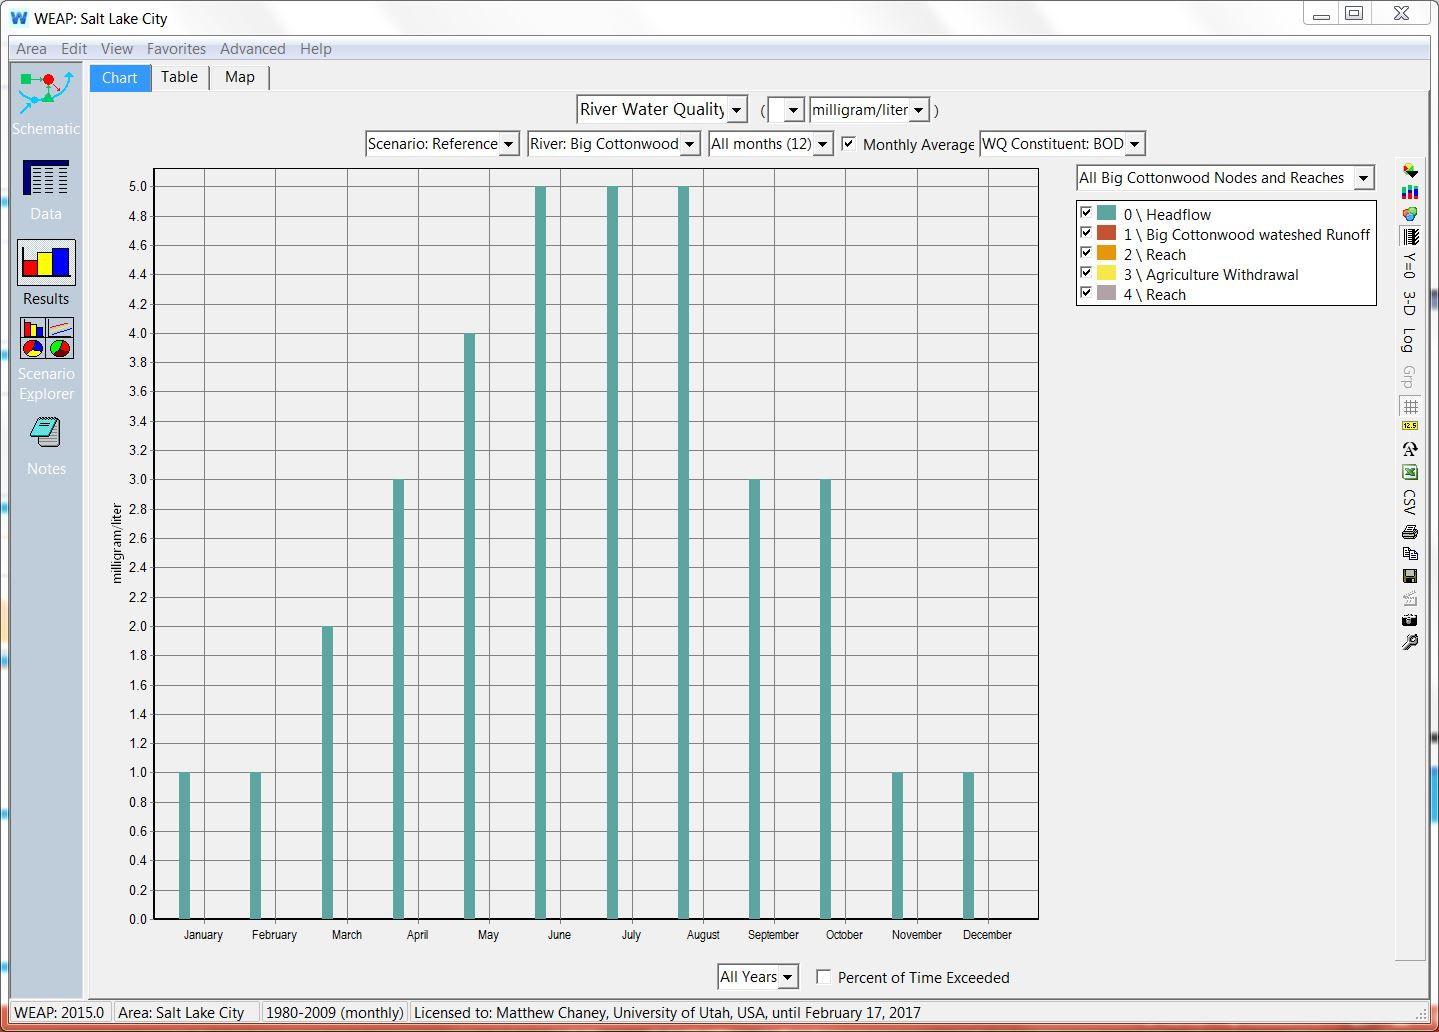 WEAP: Salt Lake City
Area Edit View Favorites Advanced Help
Chart Table Map
River Water Quality ( milligram/liter )
Scenario: Reference River: Big Cottonwood All months (12) Monthly Average WQ Constituent: BOD
Schematic
Data
Results
Scenario
Explorer
Notes
All Big Cottonwood Nodes and Reaches
0 \ Headflow
1 \ Big Cottonwood wateshed Runoff
2 \ Reach
3 \ Agriculture Withdrawal
4 \ Reach
Y=0
3-D
Log
Grp
12.5
CSV
milligram/liter
5.0
4.8
4.6
4.4
4.2
4.0
3.8
3.6
3.4
3.2
3.0
2.8
2.6
2.4
2.2
2.0
1.8
1.6
1.4
1.2
1.0
0.8
0.6
0.4
0.2
0.0
January February March April May June July August September October November December
All Years Percent of Time Exceeded
WEAP: 2015.0 Area: Salt Lake City 1980-2009 (monthly) Licensed to: Matthew Chaney, University of Utah, USA, until February 17, 2017